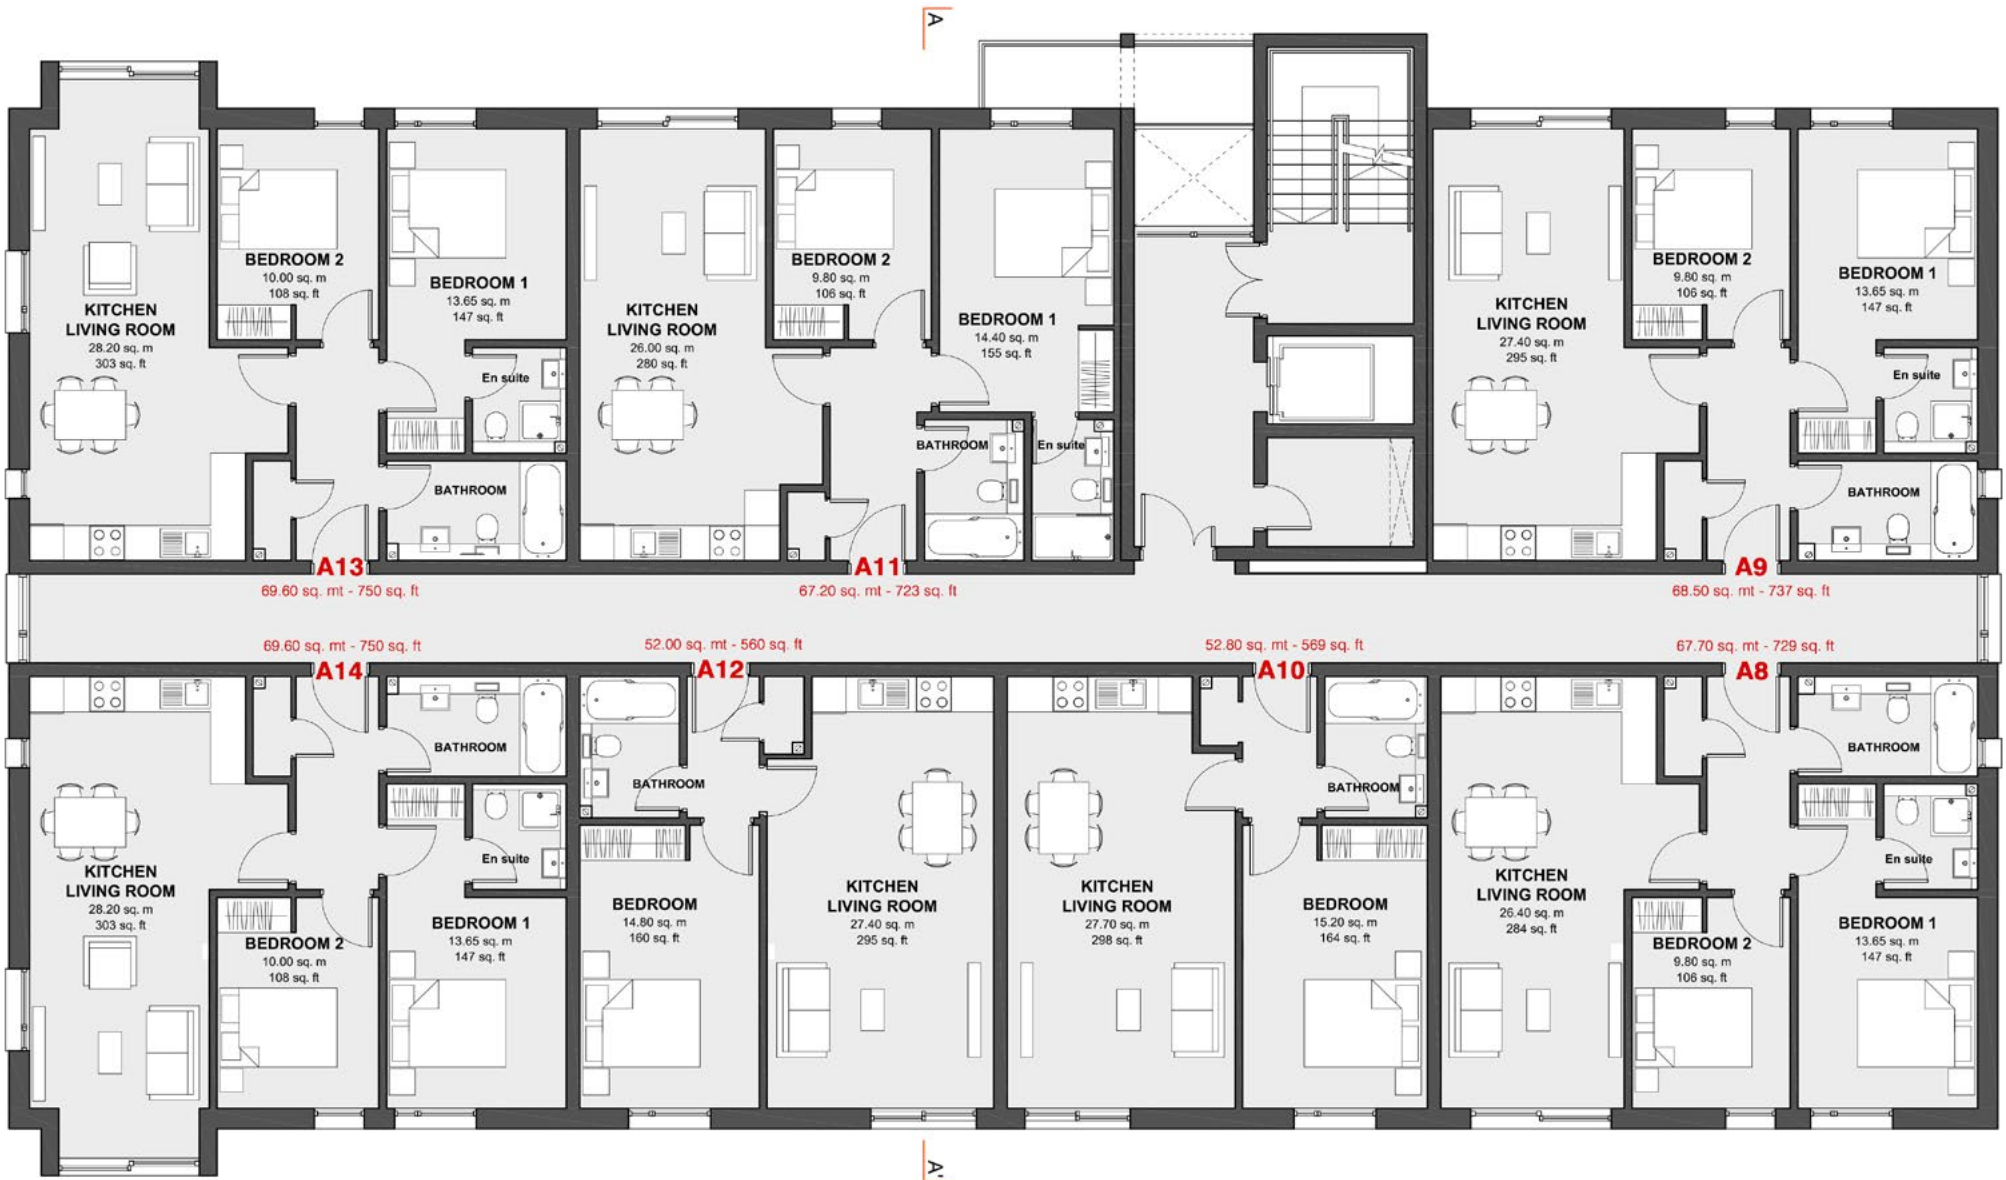 A
BEDROOM 2
10.00 sq. m
108 sq. ft
BEDROOM 1
13.65 sq. m
147 sq. ft
KITCHEN
LIVING ROOM
28.20 sq. m
303 sq. ft
En suite
BATHROOM
A13
69.60 sq. mt - 750 sq. ft
BEDROOM 2
9.80 sq. m
106 sq. ft
KITCHEN
LIVING ROOM
26.00 sq. m
280 sq. ft
BEDROOM 1
14.40 sq. m
155 sq. ft
BATHROOM
En suite
A11
67.20 sq. mt - 723 sq. ft
BEDROOM 2
9.80 sq. m
106 sq. ft
BEDROOM 1
13.65 sq. m
147 sq. ft
KITCHEN
LIVING ROOM
27.40 sq. m
295 sq. ft
En suite
BATHROOM
A9
68.50 sq. mt - 737 sq. ft
69.60 sq. mt - 750 sq. ft
A14
BATHROOM
En suite
KITCHEN
LIVING ROOM
28.20 sq. m
303 sq. ft
BEDROOM 2
10.00 sq. m
108 sq. ft
BEDROOM 1
13.65 sq. m
147 sq. ft
52.00 sq. mt - 560 sq. ft
A12
BATHROOM
BEDROOM
14.80 sq. m
160 sq. ft
KITCHEN
LIVING ROOM
27.40 sq. m
295 sq. ft
52.80 sq. mt - 569 sq. ft
A10
BATHROOM
KITCHEN
LIVING ROOM
27.70 sq. m
298 sq. ft
BEDROOM
15.20 sq. m
164 sq. ft
67.70 sq. mt - 729 sq. ft
A8
BATHROOM
En suite
KITCHEN
LIVING ROOM
26.40 sq. m
284 sq. ft
BEDROOM 2
9.80 sq. m
106 sq. ft
BEDROOM 1
13.65 sq. m
147 sq. ft
A'